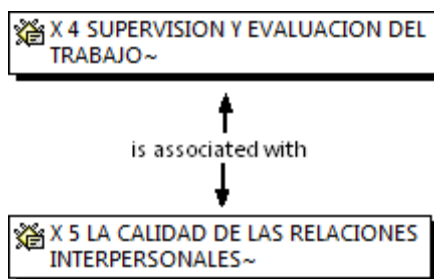 X 4 SUPERVISION Y EVALUACION DEL
TRABAJO~
is associated with
X 5 LA CALIDAD DE LAS RELACIONES
INTERPERSONALES~